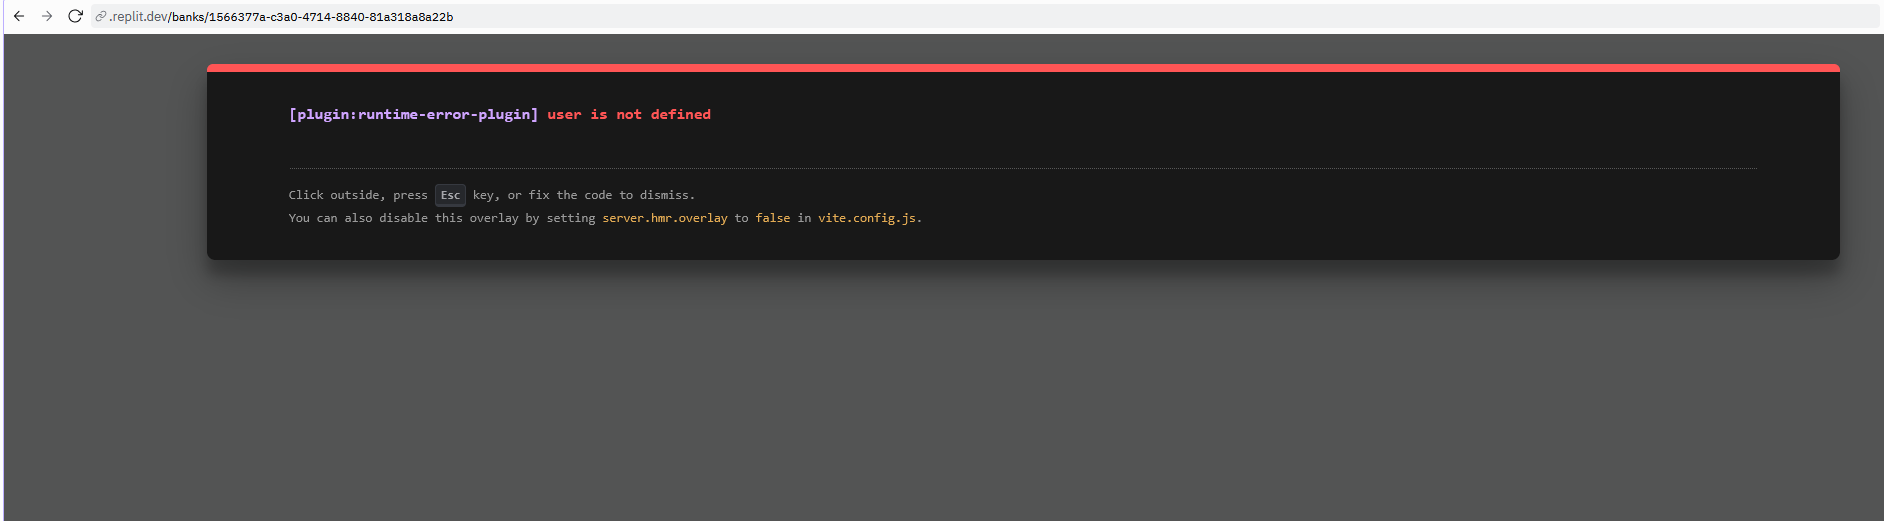 .replit.dev/banks/1566377a-c3a0-4714-8840-81a318a8a22b
[plugin:runtime-error-plugin] user is not defined
Click outside, press Esc key, or fix the code to dismiss.
You can also disable this overlay by setting server.hmr.overlay to false in vite.config.js.